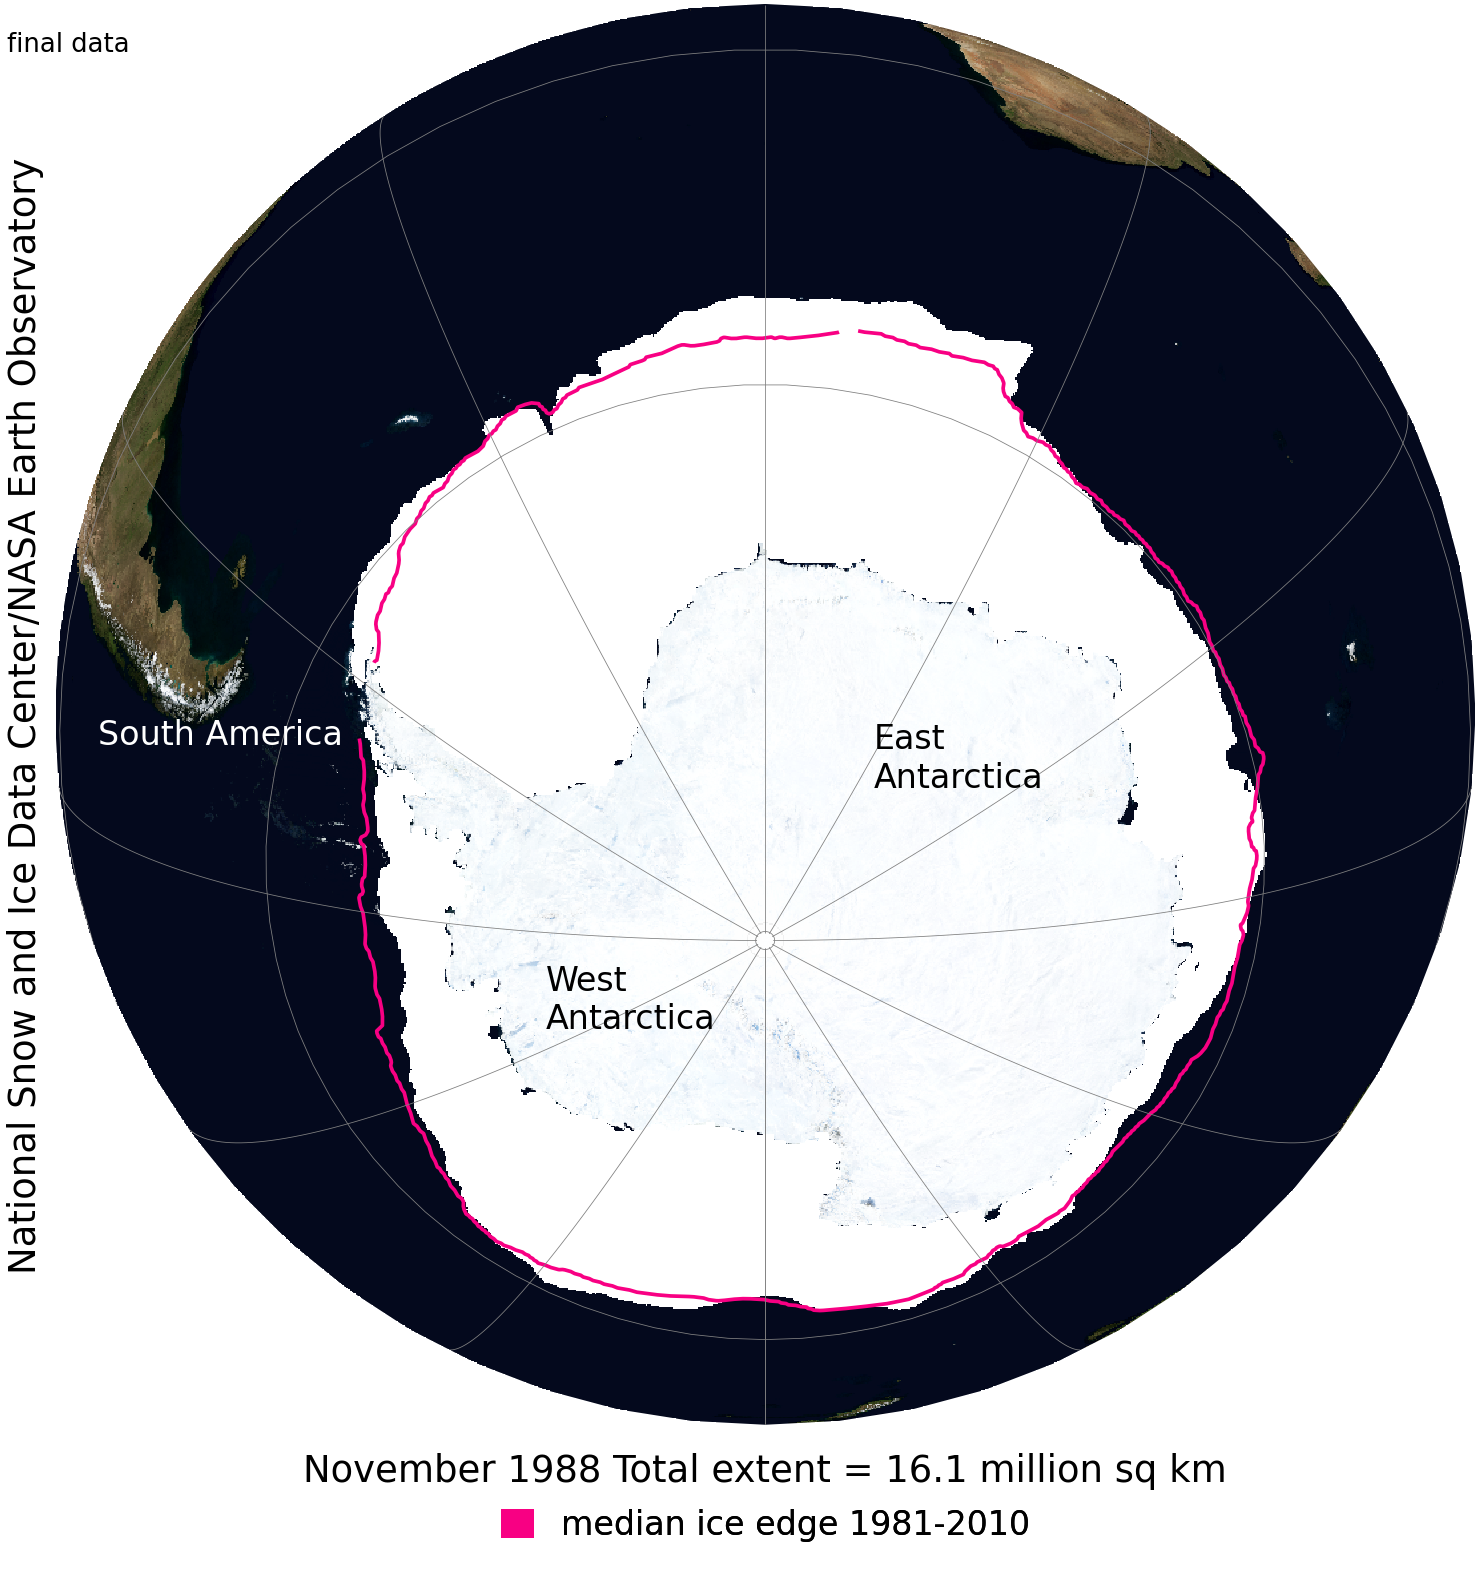 final data
National Snow and Ice Data Center/NASA Earth Observatory
South America
East
Antarctica
West
Antarctica
November 1988 Total extent = 16.1 million sq km
median ice edge 1981-2010